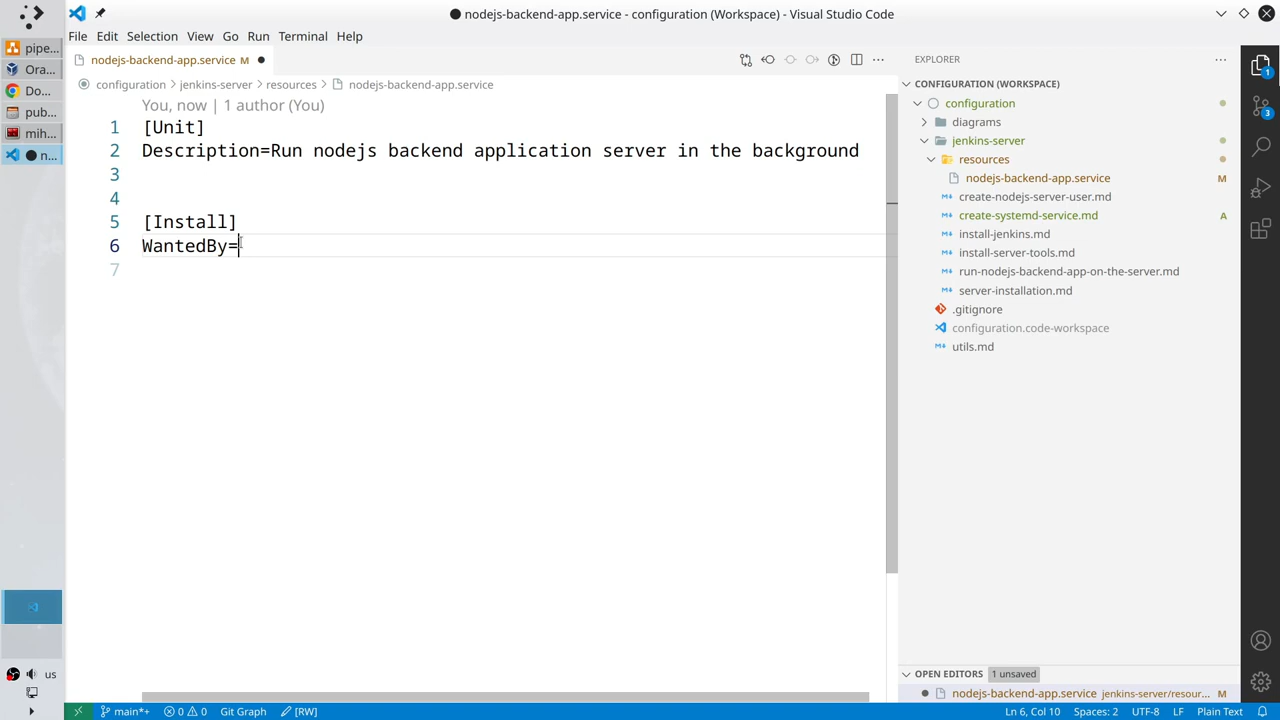 nodejs-backend-app.service - configuration (Workspace) - Visual Studio Code
File Edit Selection View Go Run Terminal Help
pipe...
Ora...
Do...
pub...
mih...
n...
us
nodejs-backend-app.service M
configuration jenkins-server resources nodejs-backend-app.service
You, now | 1 author (You)
1 [Unit]
2 Description=Run nodejs backend application server in the background
3
4
5 [Install]
6 WantedBy=
7
EXPLORER
CONFIGURATION (WORKSPACE)
configuration
diagrams
jenkins-server
resources
nodejs-backend-app.service M
create-nodejs-server-user.md
create-systemd-service.md A
install-jenkins.md
install-server-tools.md
run-nodejs-backend-app-on-the-server.md
server-installation.md
.gitignore
configuration.code-workspace
utils.md
OPEN EDITORS 1 unsaved
nodejs-backend-app.service jenkins-server/resour... M
1
3
main*+ 0 0 Git Graph [RW] Ln 6, Col 10 Spaces: 2 UTF-8 LF Plain Text